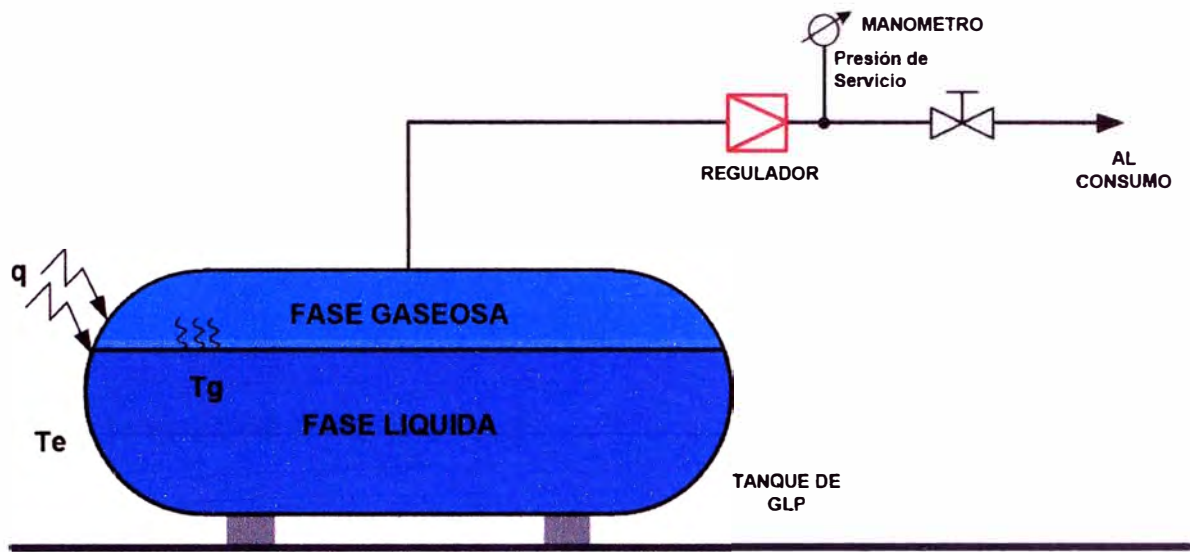 MANOMETRO
Presión de
Servicio
REGULADOR
AL
CONSUMO
q
FASE GASEOSA
Tg
FASE LIQUIDA
Te
TANQUE DE
GLP